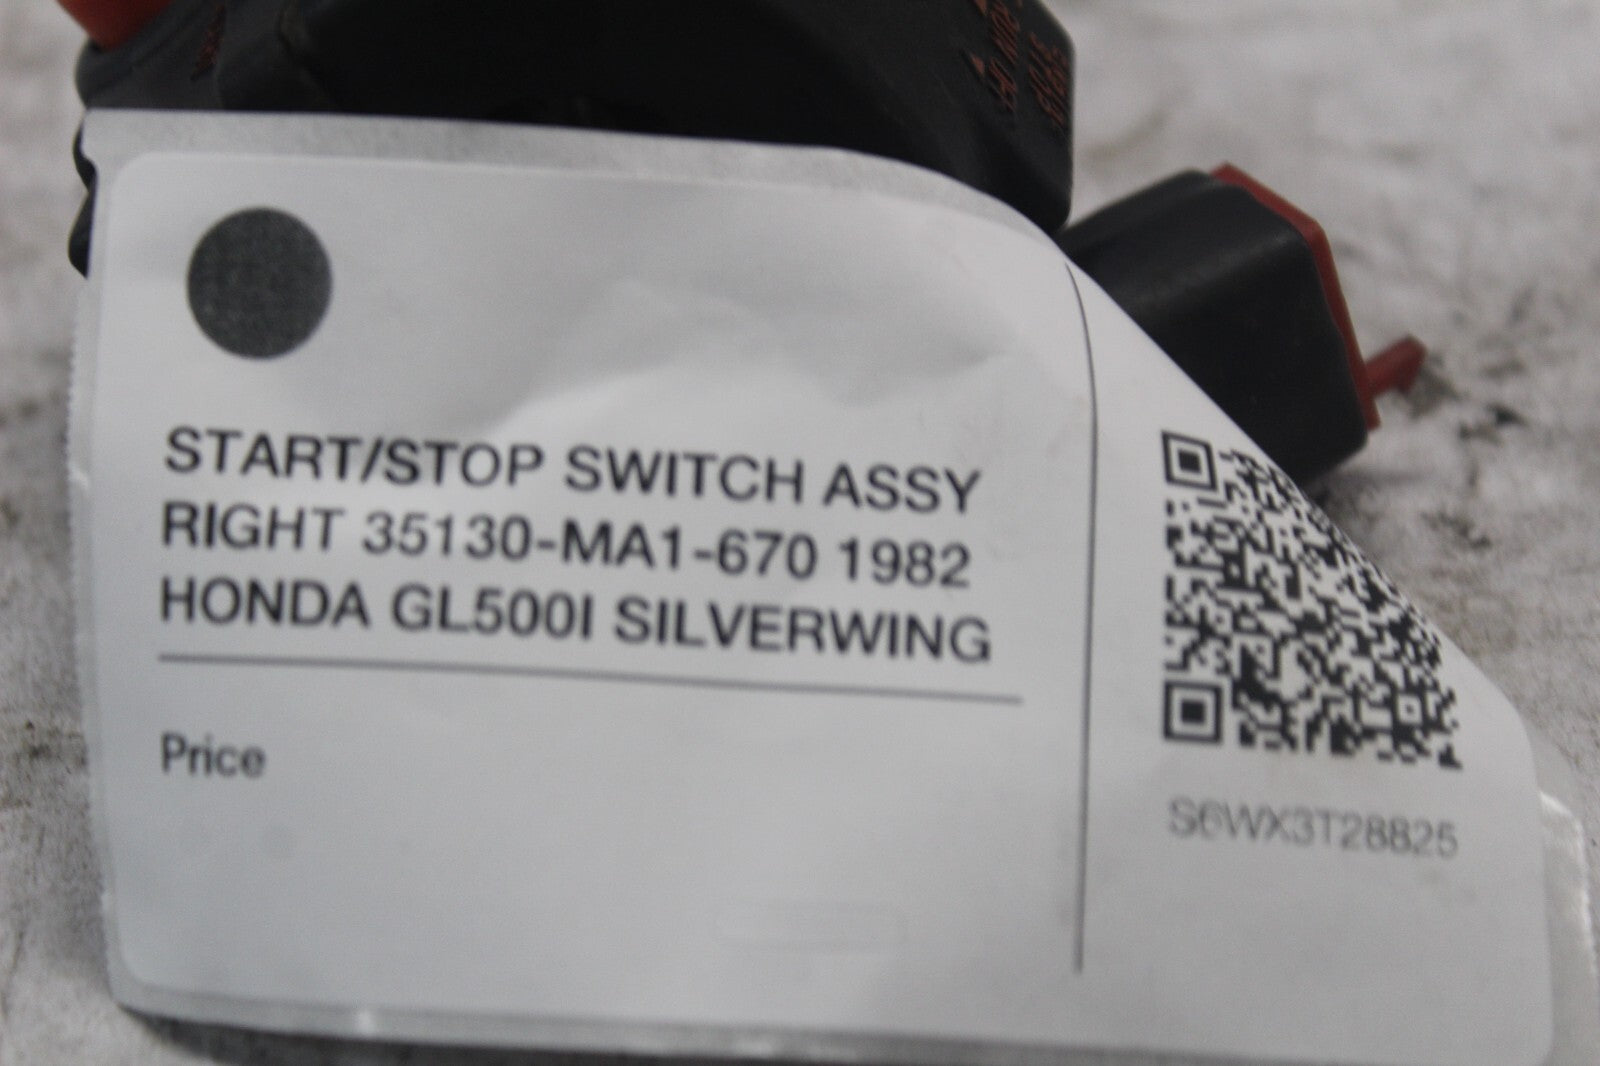 START/STOP SWITCH ASSY
RIGHT 35130-MA1-670 1982
HONDA GL500I SILVERWING
Price
S6WX3T28825